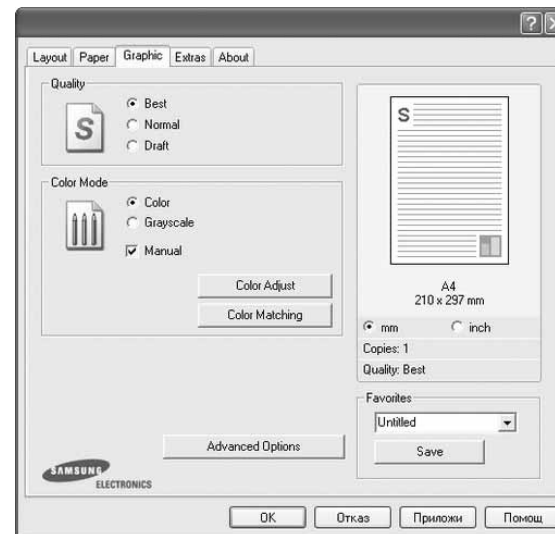 Layout Paper Graphic Extras About
Quality
S
Best
Normal
Draft
Color Mode
Color
Grayscale
Manual
Color Adjust
Color Matching
Advanced Options
SAMSUNG
ELECTRONICS
S
A4
210 x 297 mm
mm inch
Copies: 1
Quality: Best
Favorites
Untitled
Save
OK Отказ Приложи Помощ